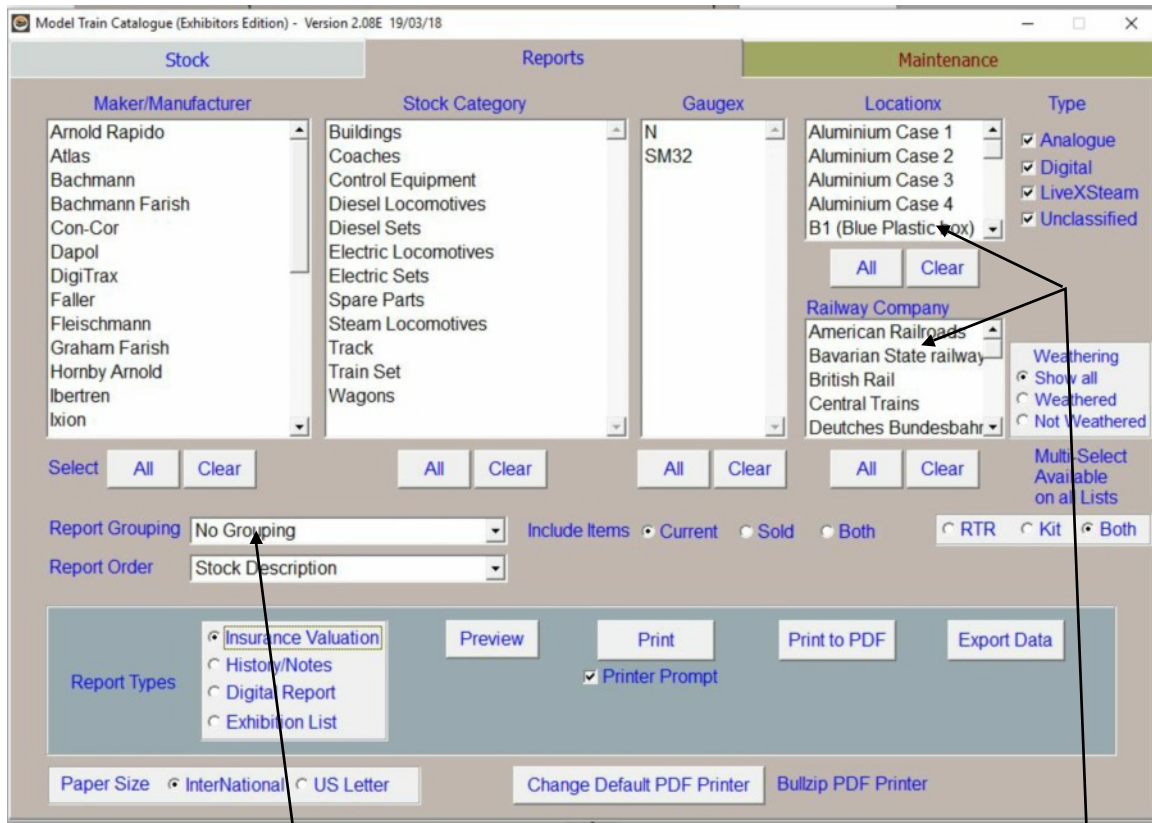 Model Train Catalogue (Exhibitors Edition) - Version 2.08E 19/03/18
Stock
Reports
Maintenance
Maker/Manufacturer
Arnold Rapido
Atlas
Bachmann
Bachmann Farish
Con-Cor
Dapol
DigiTrax
Faller
Fleischmann
Graham Farish
Hornby Arnold
Ibertren
Ixion
Stock Category
Buildings
Coaches
Control Equipment
Diesel Locomotives
Diesel Sets
Electric Locomotives
Electric Sets
Spare Parts
Steam Locomotives
Track
Train Set
Wagons
Gaugex
N
SM32
Locationx
Aluminium Case 1
Aluminium Case 2
Aluminium Case 3
Aluminium Case 4
B1 (Blue Plastic box)
All Clear
Railway Company
American Railroads
Bavarian State railway
British Rail
Central Trains
Deutches Bundesbahr
Type
Analogue
Digital
LiveXSteam
Unclassified
Weathering
Show all
Weathered
Not Weathered
Select All Clear
All Clear
All Clear
All Clear
Multi-Select
Available
on all Lists
Report Grouping No Grouping
Include Items Current Sold Both
RTR Kit Both
Report Order Stock Description
Report Types
Insurance Valuation
History/Notes
Digital Report
Exhibition List
Preview
Print
Printer Prompt
Print to PDF
Export Data
Paper Size InterNational US Letter
Change Default PDF Printer
Bullzip PDF Printer